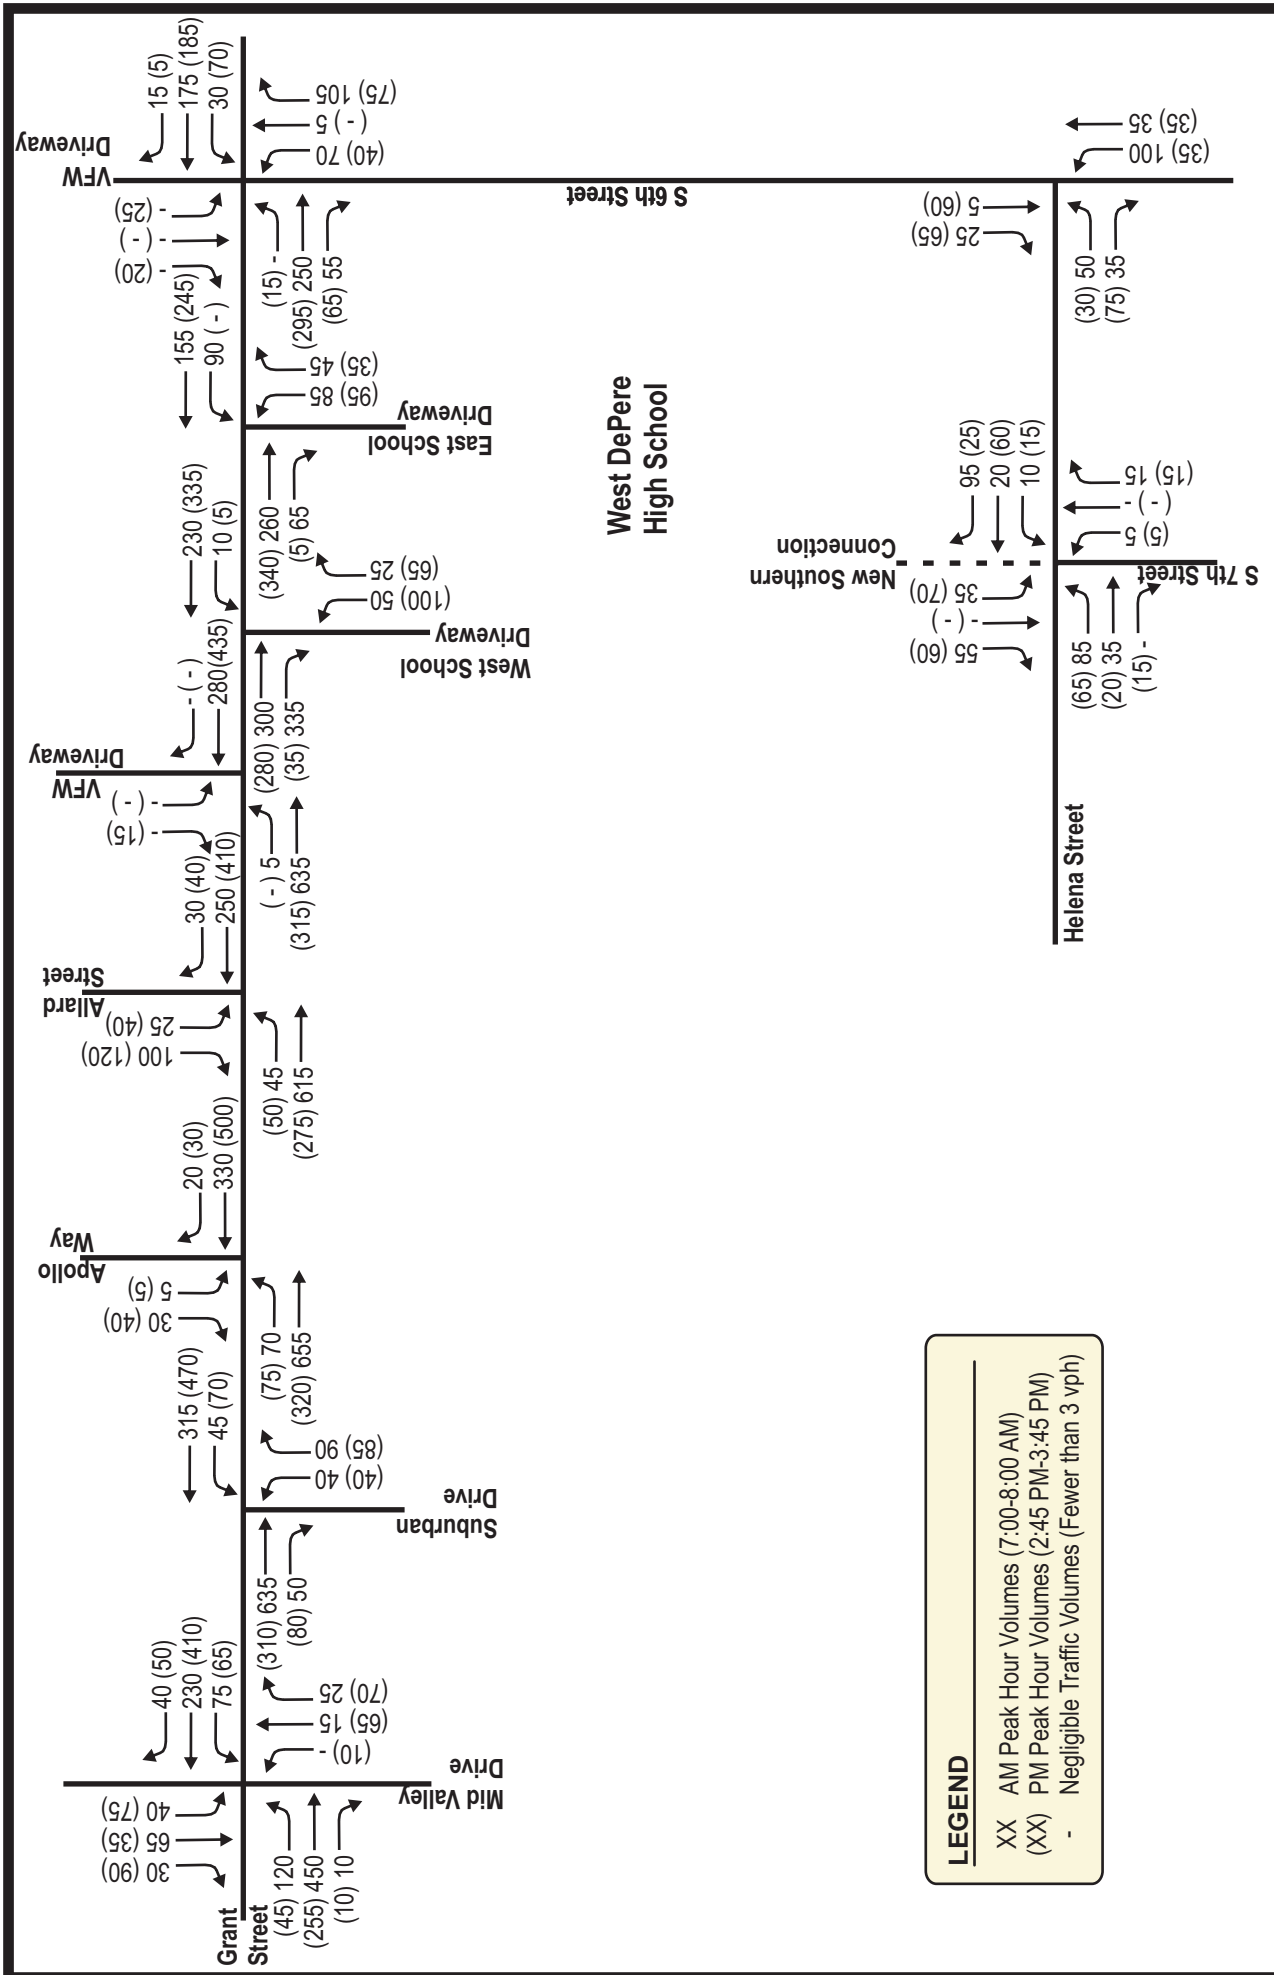 VFW
Driveway
15 (5)
175 (185)
30 (70)
(75) 105
( - ) 5
(40) 70
- (25)
- ( - )
- (20)
(15) -
(295) 250
(65) 55
S 6th Street
155 (245)
90 ( - )
(35) 45
(95) 85
East School
Driveway
230 (335)
10 (5)
(340) 260
(5) 65
(65) 25
(100) 50
West School
Driveway
- ( - )
280(435)
(280) 300
(35) 335
VFW
Driveway
- ( - )
- (15)
( - ) 5
(315) 635
30 (40)
250 (410)
Allard
Street
25 (40)
100 (120)
(50) 45
(275) 615
20 (30)
330 (500)
Apollo
Way
5 (5)
30 (40)
(75) 70
(320) 655
315 (470)
45 (70)
(85) 90
(40) 40
Suburban
Drive
(310) 635
(80) 50
40 (50)
230 (410)
75 (65)
(70) 25
(65) 15
(10) -
Mid Valley
Drive
40 (75)
65 (35)
30 (90)
(45) 120
(255) 450
(10) 10
Grant
Street
West DePere
High School
(35) 35
(35) 100
5 (60)
25 (65)
(30) 50
(75) 35
95 (25)
20 (60)
10 (15)
(15) 15
( - ) -
(5) 5
New Southern
Connection
S 7th Street
35 (70)
- ( - )
55 (60)
(65) 85
(20) 35
(15) -
Helena Street
LEGEND
XX AM Peak Hour Volumes (7:00-8:00 AM)
(XX) PM Peak Hour Volumes (2:45 PM-3:45 PM)
- Negligible Traffic Volumes (Fewer than 3 vph)